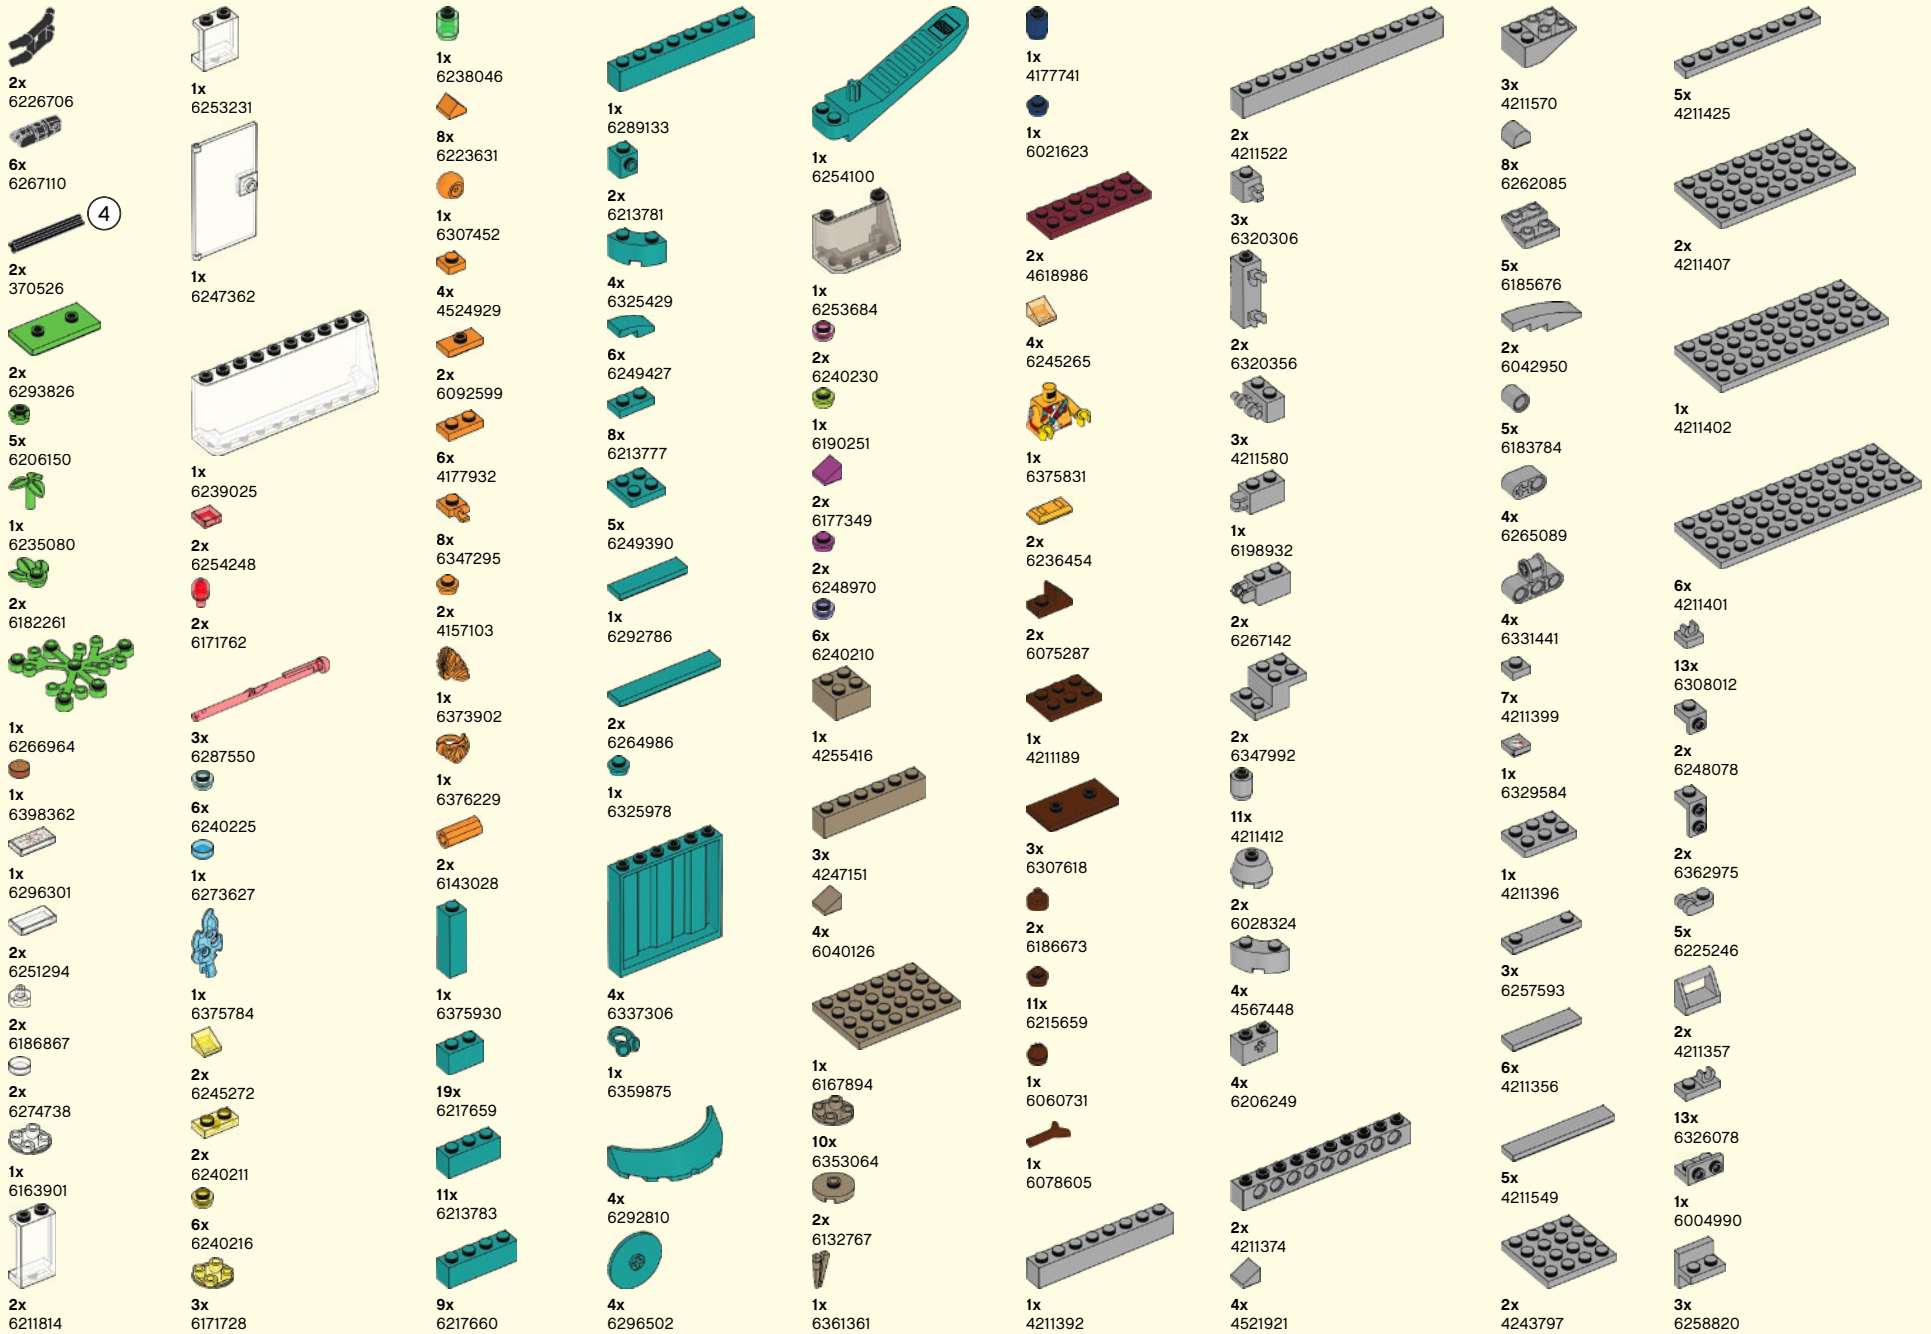 2x
6226706
6x
6267110
4
2x
370526
2x
6293826
5x
6206150
1x
6235080
2x
6182261
1x
6266964
1x
6398362
1x
6296301
2x
6251294
2x
6186867
2x
6274738
1x
6163901
2x
6211814
1x
6253231
1x
6247362
1x
6239025
2x
6254248
2x
6171762
3x
6287550
6x
6240225
1x
6273627
1x
6375784
2x
6245272
2x
6240211
6x
6240216
3x
6171728
1x
6238046
8x
6223631
1x
6307452
4x
4524929
2x
6092599
6x
4177932
8x
6347295
2x
4157103
1x
6373902
1x
6376229
2x
6143028
1x
6375930
19x
6217659
11x
6213783
9x
6217660
1x
6289133
2x
6213781
4x
6325429
6x
6249427
8x
6213777
5x
6249390
1x
6292786
2x
6264986
1x
6325978
4x
6337306
1x
6359875
4x
6292810
4x
6296502
1x
6254100
1x
6253684
2x
6240230
1x
6190251
2x
6177349
2x
6248970
6x
6240210
1x
4255416
3x
4247151
4x
6040126
1x
6167894
10x
6353064
2x
6132767
1x
6361361
1x
4177741
1x
6021623
2x
4618986
4x
6245265
1x
6375831
2x
6236454
2x
6075287
1x
4211189
3x
6307618
2x
6186673
11x
6215659
1x
6060731
1x
6078605
1x
4211392
2x
4211522
3x
6320306
2x
6320356
3x
4211580
1x
6198932
2x
6267142
2x
6347992
11x
4211412
2x
6028324
4x
4567448
4x
6206249
2x
4211374
4x
4521921
3x
4211570
8x
6262085
5x
6185676
2x
6042950
5x
6183784
4x
6265089
4x
6331441
7x
4211399
1x
6329584
1x
4211396
3x
6257593
6x
4211356
5x
4211549
2x
4243797
5x
4211425
2x
4211407
1x
4211402
6x
4211401
13x
6308012
2x
6248078
2x
6362975
5x
6225246
2x
4211357
13x
6326078
1x
6004990
3x
6258820